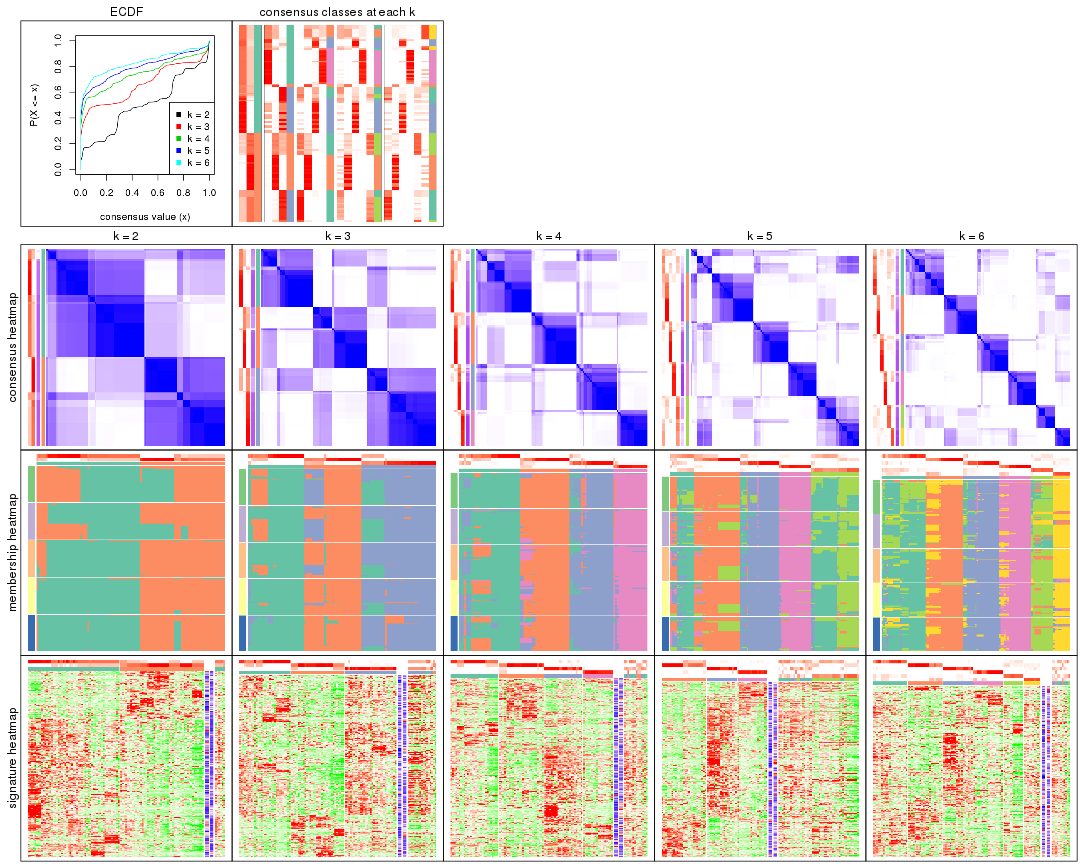 ECDF
consensus classes at each k
P(X <= x)
0.0 0.2 0.4 0.6 0.8 1.0
k = 2
k = 3
k = 4
k = 5
k = 6
0.0 0.2 0.4 0.6 0.8 1.0
consensus value (x)
k = 2 k = 3 k = 4 k = 5 k = 6
consensus heatmap
membership heatmap
signature heatmap